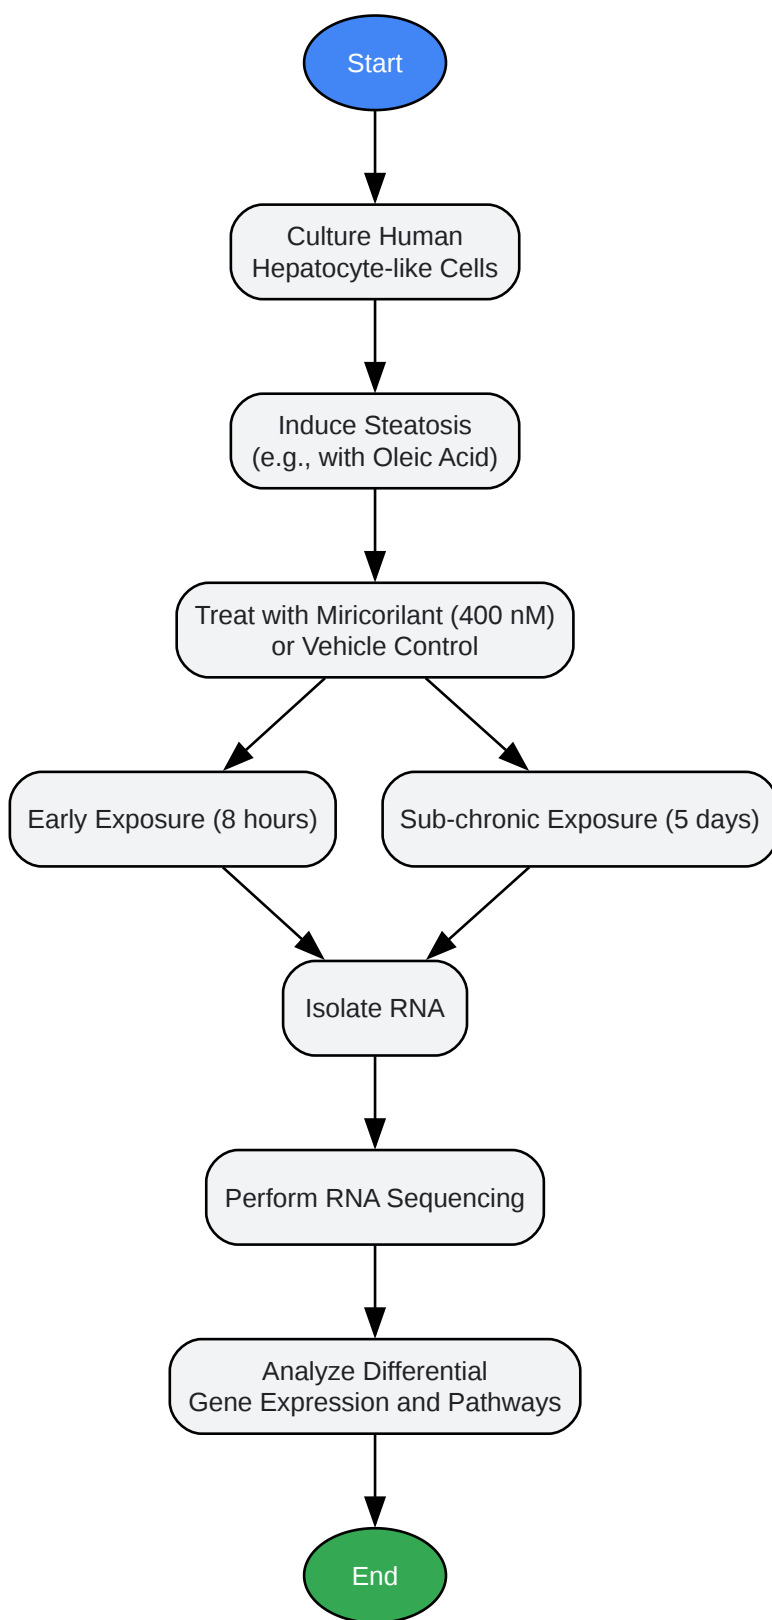 Start
Culture Human
Hepatocyte-like Cells
Induce Steatosis
(e.g., with Oleic Acid)
Treat with Miricorilant (400 nM)
or Vehicle Control
Early Exposure (8 hours)
Sub-chronic Exposure (5 days)
Isolate RNA
Perform RNA Sequencing
Analyze Differential
Gene Expression and Pathways
End